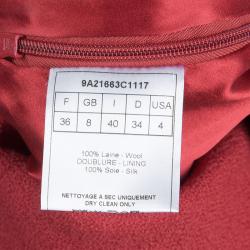 9A21663C1117
F GB I D USA
36 8 40 34 4
100% Laine - Wool
DOUBLURE - LINING
100% Soie - Silk
NETTOYAGE A SEC UNIQUEMENT
DRY CLEAN ONLY